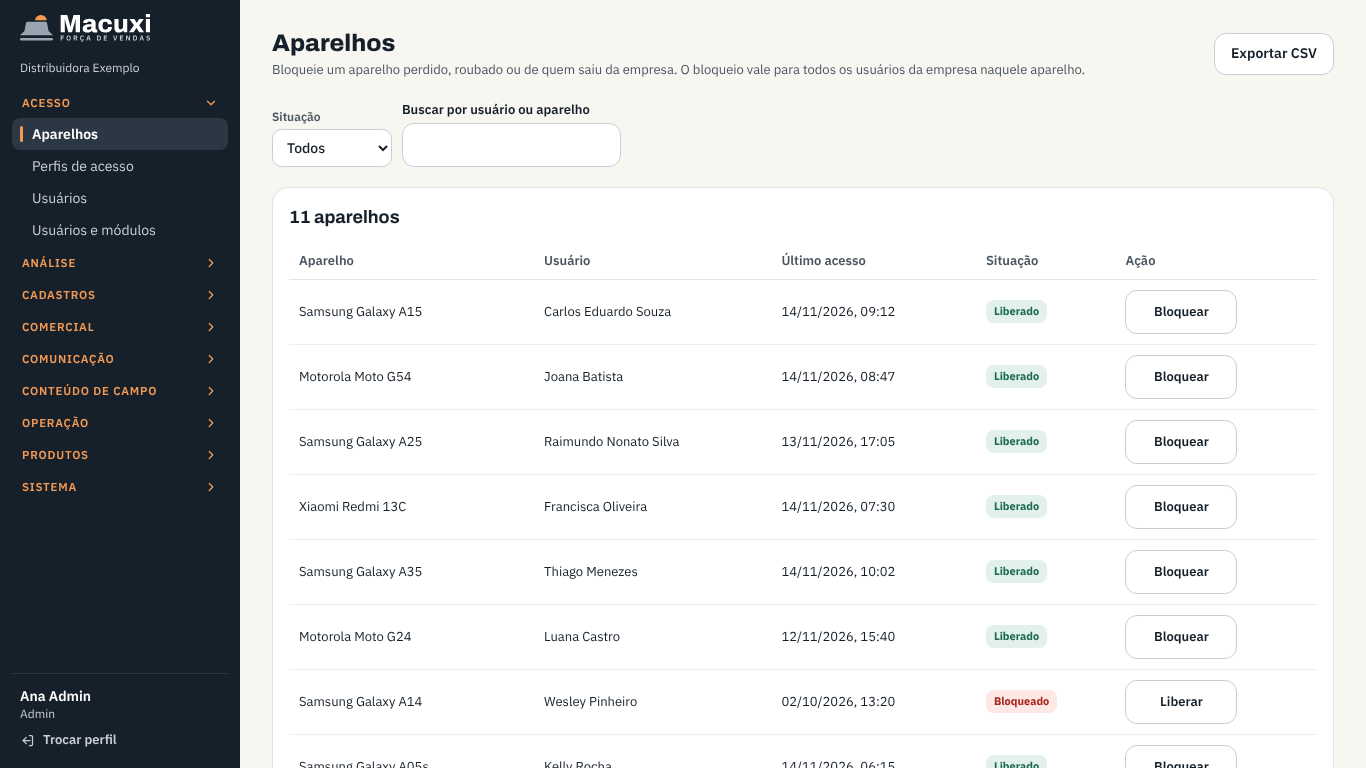 Macuxi
FORÇA DE VENDAS
Distribuidora Exemplo
ACESSO
Aparelhos
Perfis de acesso
Usuários
Usuários e módulos
ANÁLISE
CADASTROS
COMERCIAL
COMUNICAÇÃO
CONTEÚDO DE CAMPO
OPERAÇÃO
PRODUTOS
SISTEMA
Ana Admin
Admin
Trocar perfil
Aparelhos
Bloqueie um aparelho perdido, roubado ou de quem saiu da empresa. O bloqueio vale para todos os usuários da empresa naquele aparelho.
Exportar CSV
Situação
Todos
Buscar por usuário ou aparelho
11 aparelhos
Aparelho Usuário Último acesso Situação Ação
Samsung Galaxy A15 Carlos Eduardo Souza 14/11/2026, 09:12 Liberado Bloquear
Motorola Moto G54 Joana Batista 14/11/2026, 08:47 Liberado Bloquear
Samsung Galaxy A25 Raimundo Nonato Silva 13/11/2026, 17:05 Liberado Bloquear
Xiaomi Redmi 13C Francisca Oliveira 14/11/2026, 07:30 Liberado Bloquear
Samsung Galaxy A35 Thiago Menezes 14/11/2026, 10:02 Liberado Bloquear
Motorola Moto G24 Luana Castro 12/11/2026, 15:40 Liberado Bloquear
Samsung Galaxy A14 Wesley Pinheiro 02/10/2026, 13:20 Bloqueado Liberar
Samsung Galaxy A05s Kelly Rocha 14/11/2026, 06:15 Liberado Bloquear